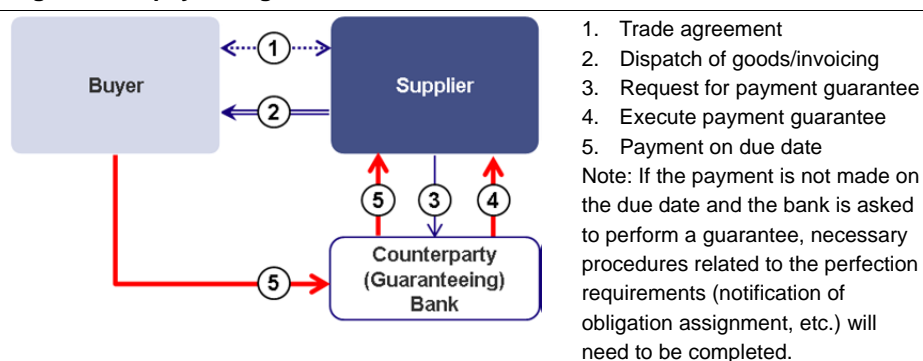 1
Buyer
Supplier
2
5
3
4
Counterparty
(Guaranteeing)
Bank
5
1. Trade agreement
2. Dispatch of goods/invoicing
3. Request for payment guarantee
4. Execute payment guarantee
5. Payment on due date
Note: If the payment is not made on
the due date and the bank is asked
to perform a guarantee, necessary
procedures related to the perfection
requirements (notification of
obligation assignment, etc.) will
need to be completed.